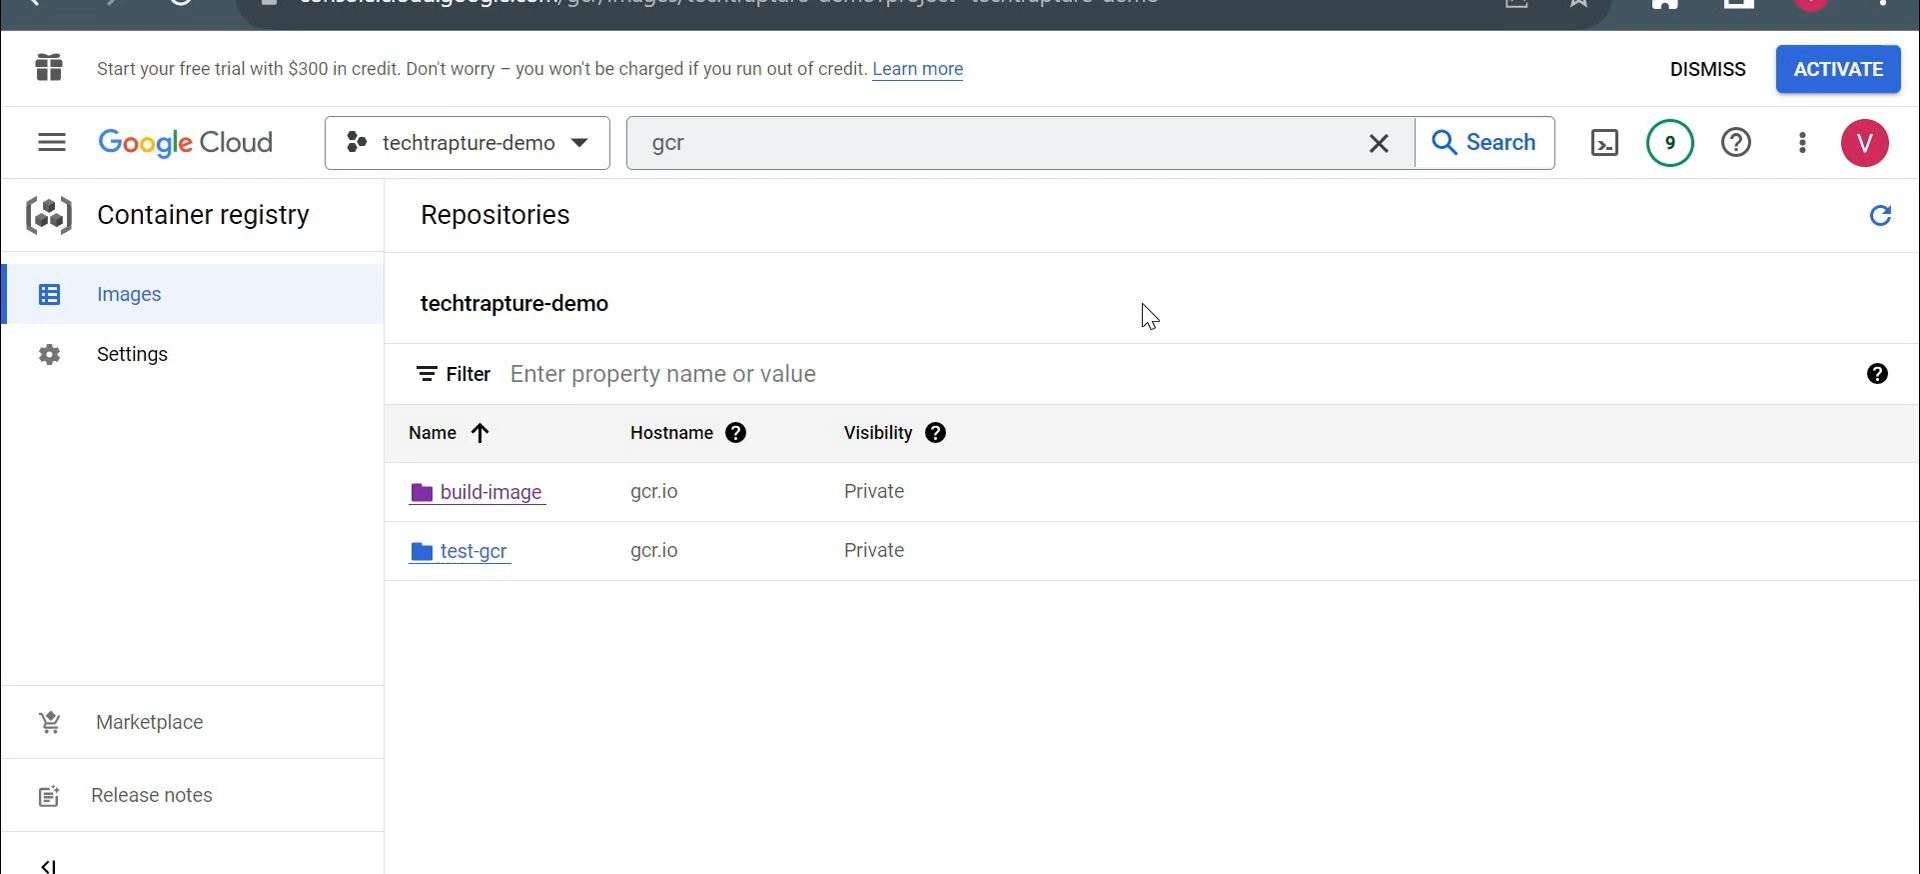 Start your free trial with $300 in credit. Don't worry – you won't be charged if you run out of credit. Learn more
DISMISS
ACTIVATE
Google Cloud
techtrapture-demo
gcr
Search
9
V
Container registry
Repositories
Images
Settings
techtrapture-demo
Filter Enter property name or value
Name Hostname Visibility
build-image gcr.io Private
test-gcr gcr.io Private
Marketplace
Release notes